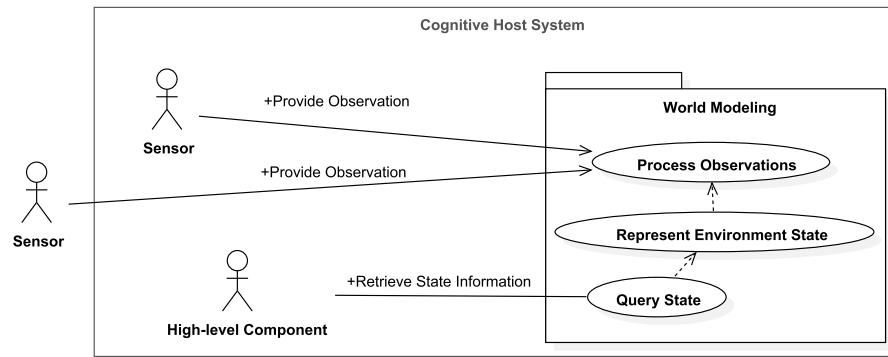 Cognitive Host System
+Provide Observation
World Modeling
Sensor
Process Observations
+Provide Observation
Sensor
Represent Environment State
+Retrieve State Information
Query State
High-level Component